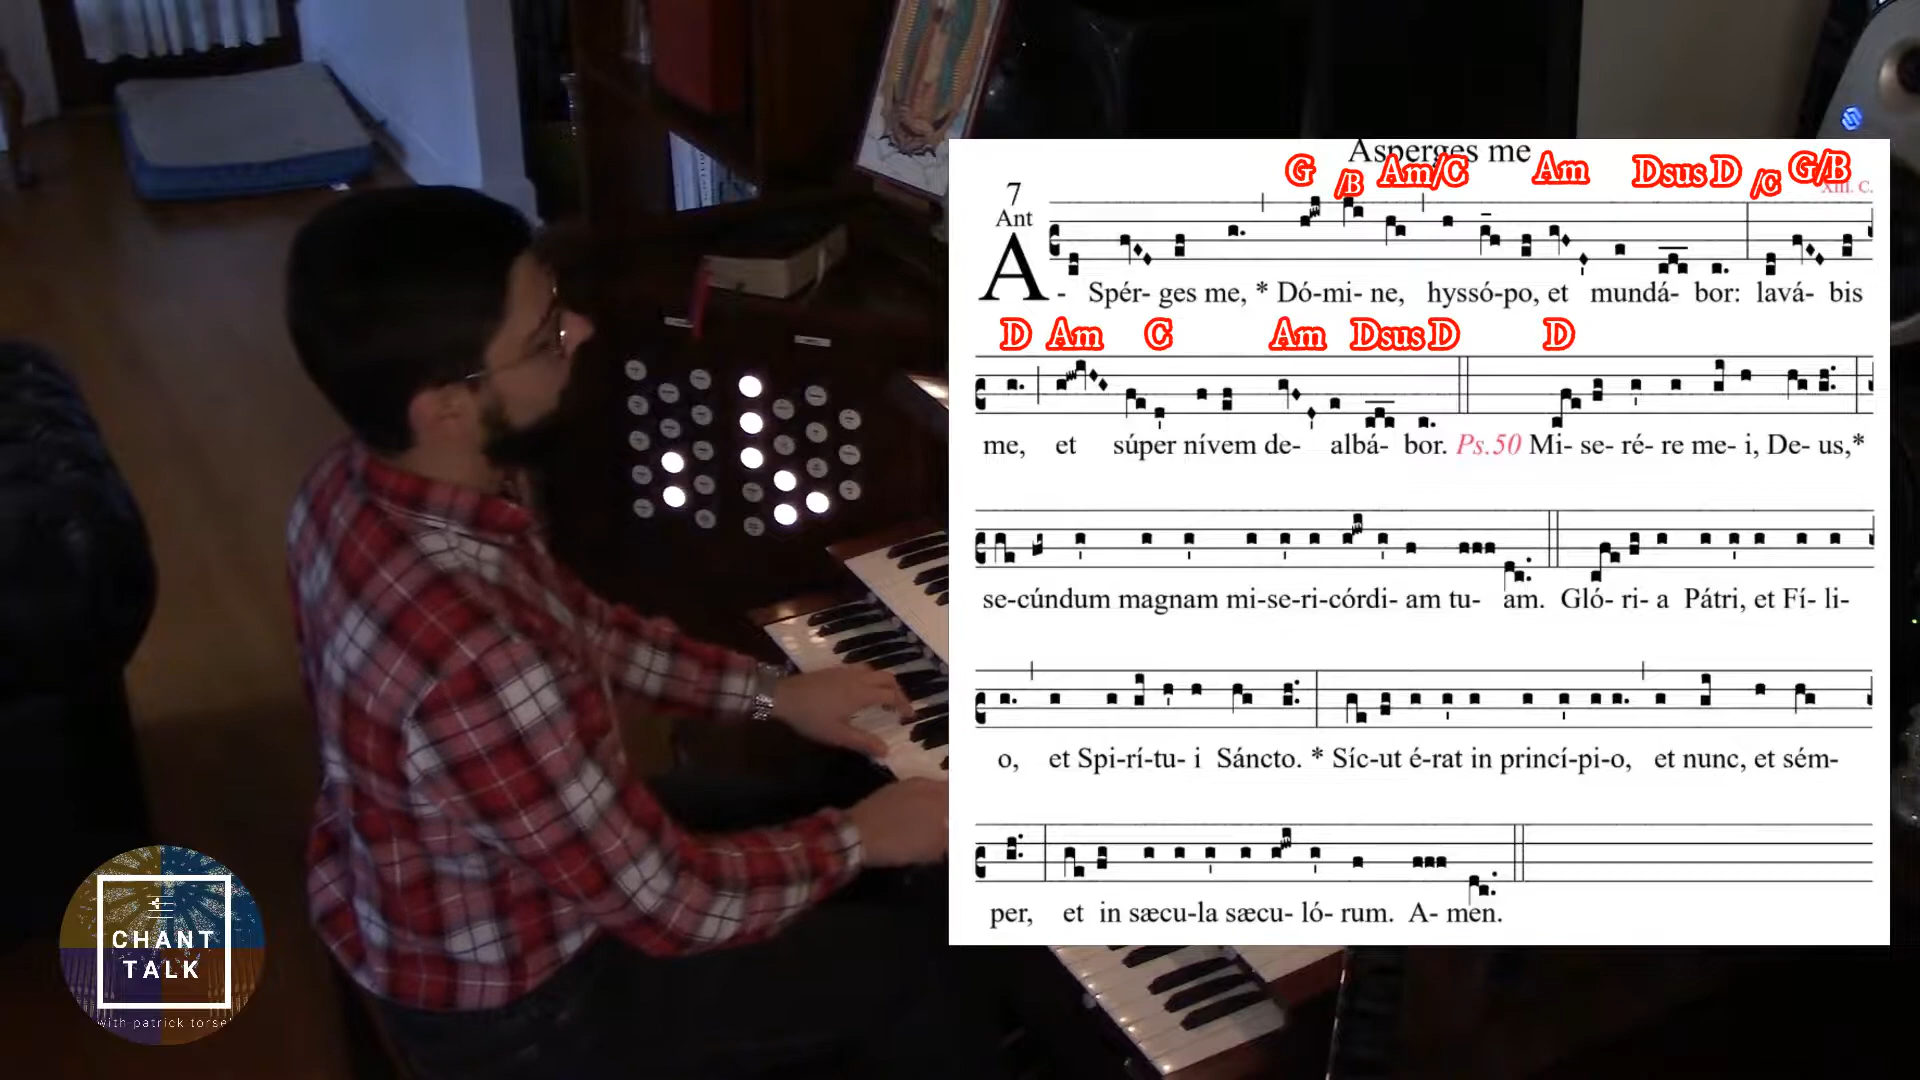 Asperges me
G /B Am/C Am Dsus D /C G/B
7
XIII. C.
Ant
A- Spér- ges me, * Dó-mi- ne, hyssó-po, et mundá- bor: lavá- bis
D Am C Am Dsus D D
me, et súper nívem de- albá- bor. Ps.50 Mi- se- ré- re me- i, De- us,*
se-cúndum magnam mi-se-ri-córdi- am tu- am. Gló- ri- a Pátri, et Fí- li-
o, et Spi-rí-tu- i Sáncto. * Síc-ut é-rat in princí-pi-o, et nunc, et sém-
per, et in sæcu-la sæcu- ló- rum. A- men.
CHANT
TALK
with patrick torsel